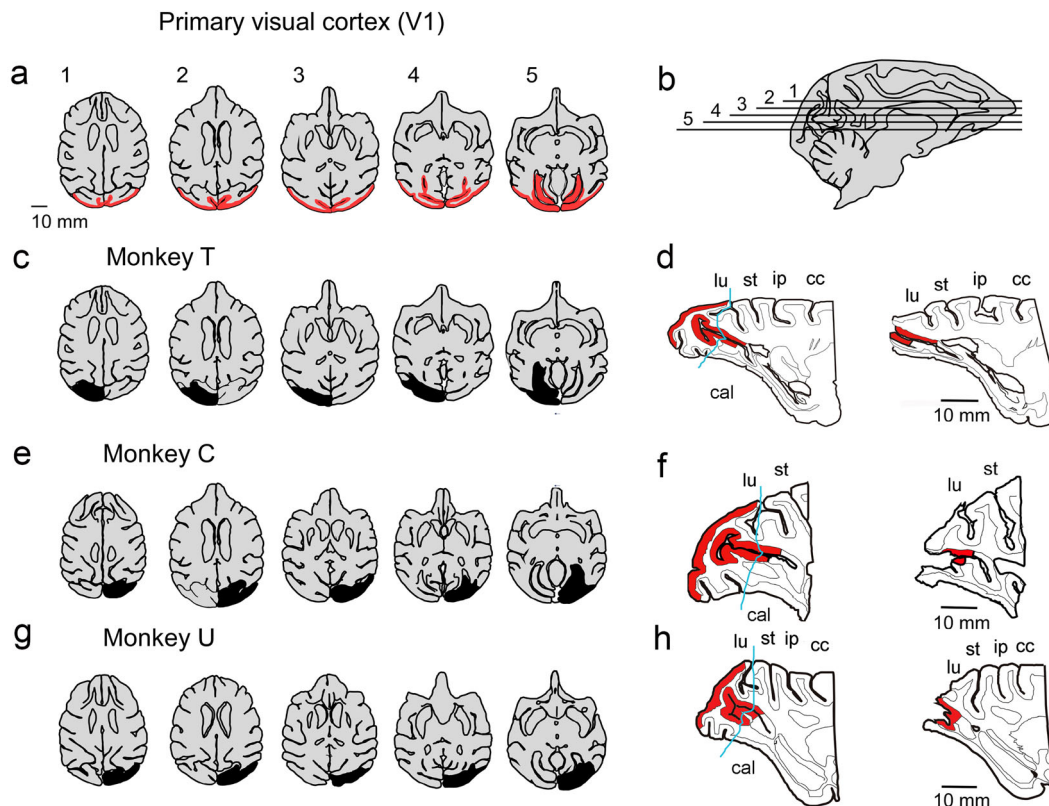 Primary visual cortex (V1)
a
1 2 3 4 5
10 mm
b
1
2
3
4
5
c Monkey T
d
lu st ip cc
cal
lu st ip cc
10 mm
e Monkey C
f
st
lu
cal
st
lu
10 mm
g Monkey U
h
lu st ip cc
cal
st ip cc
lu
10 mm